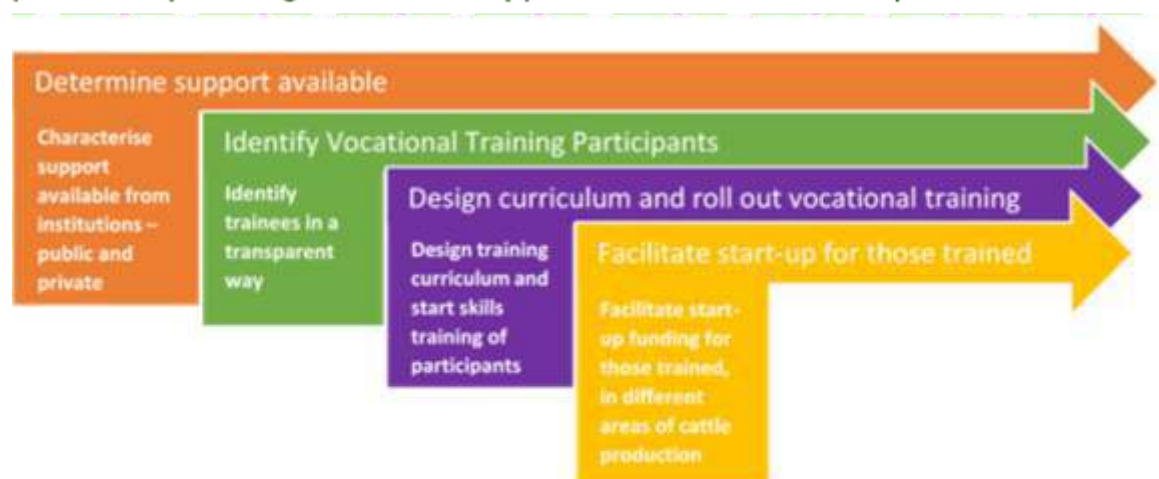 Determine support available
Characterise
support
available from
institutions –
public and
private
Identify Vocational Training Participants
Identify
trainees in a
transparent
way
Design curriculum and roll out vocational training
Design training
curriculum and
start skills
training of
participants
Facilitate start-up for those trained
Facilitate start-
up funding for
those trained,
in different
areas of cattle
production